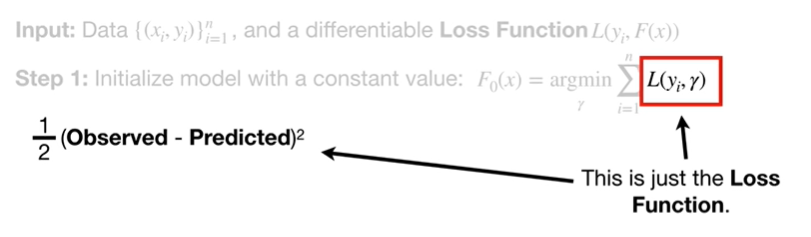 Input: Data {(xᵢ, yᵢ)}ⁿᵢ₌₁, and a differentiable Loss Function L(yᵢ, F(x))
Step 1: Initialize model with a constant value: F₀(x) = argmin_γ ∑ⁿᵢ₌₁ L(yᵢ, γ)
1/2 (Observed - Predicted)²
This is just the Loss
Function.